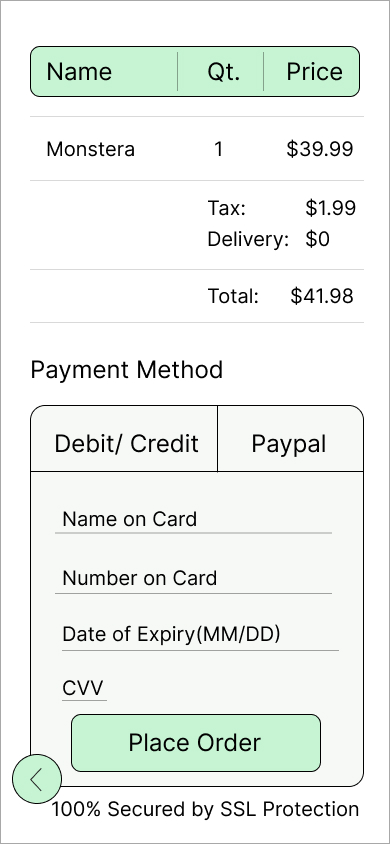 Name Qt. Price
Monstera 1 $39.99
Tax: $1.99
Delivery: $0
Total: $41.98
Payment Method
Debit/ Credit Paypal
Name on Card
Number on Card
Date of Expiry(MM/DD)
CVV
Place Order
100% Secured by SSL Protection